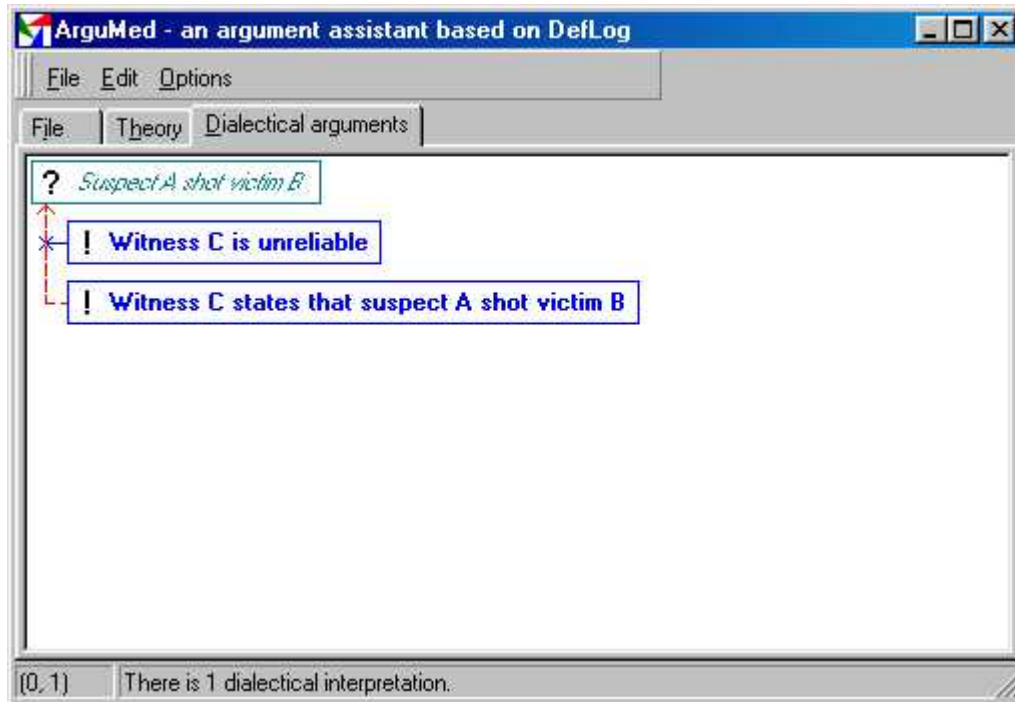 ArguMed - an argument assistant based on DefLog
File Edit Options
File Theory Dialectical arguments
? Suspect A shot victim B
! Witness C is unreliable
! Witness C states that suspect A shot victim B
(0, 1) There is 1 dialectical interpretation.